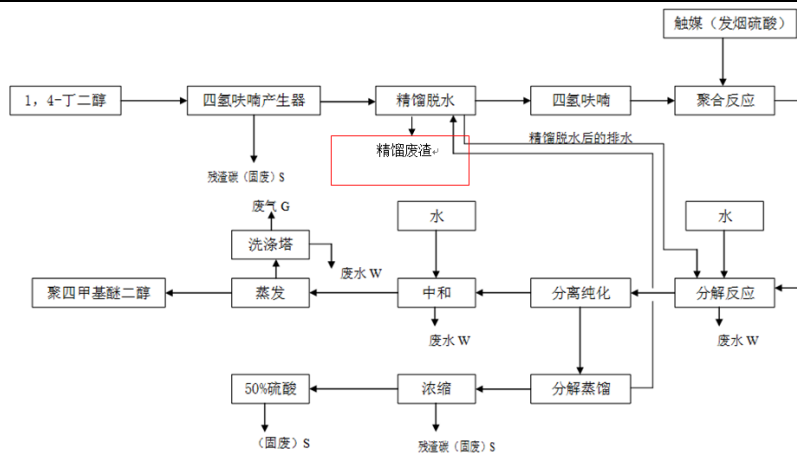 触媒（发烟硫酸）
1，4-丁二醇
四氢呋喃产生器
精馏脱水
四氢呋喃
聚合反应
精馏废渣
精馏脱水后的排水
残渣碳（固废）S
废气 G
水
水
洗涤塔
废水 W
聚四甲基醚二醇
蒸发
中和
分离纯化
分解反应
废水 W
废水 W
50%硫酸
浓缩
分解蒸馏
（固废）S
残渣碳（固废）S